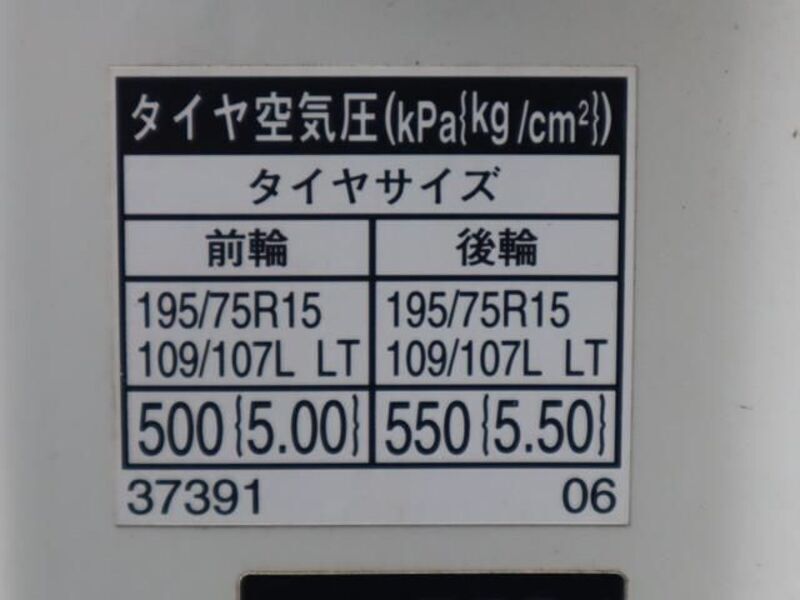 タイヤ空気圧(kPa{kg/cm²})
タイヤサイズ
前輪 後輪
195/75R15 195/75R15
109/107L LT 109/107L LT
500{5.00} 550{5.50}
37391 06